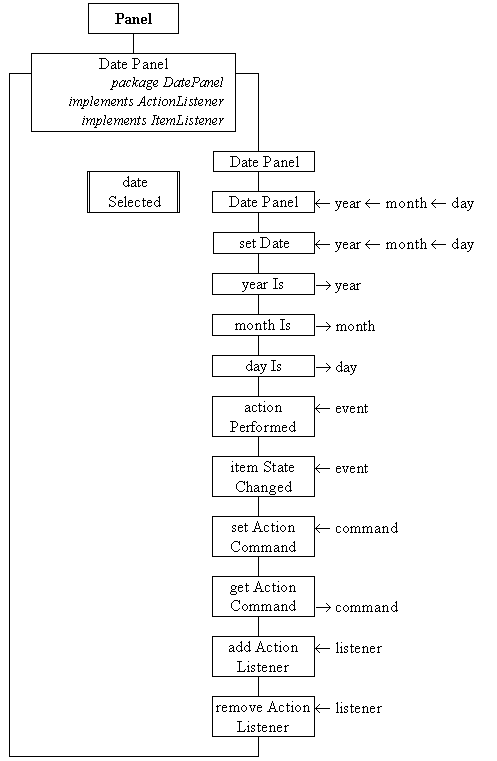 Panel
Date Panel
package DatePanel
implements ActionListener
implements ItemListener
Date Panel
date
Selected
Date Panel ← year ← month ← day
set Date ← year ← month ← day
year Is → year
month Is → month
day Is → day
action ← event
Performed
item State ← event
Changed
set Action ← command
Command
get Action
Command → command
add Action ← listener
Listener
remove Action ← listener
Listener